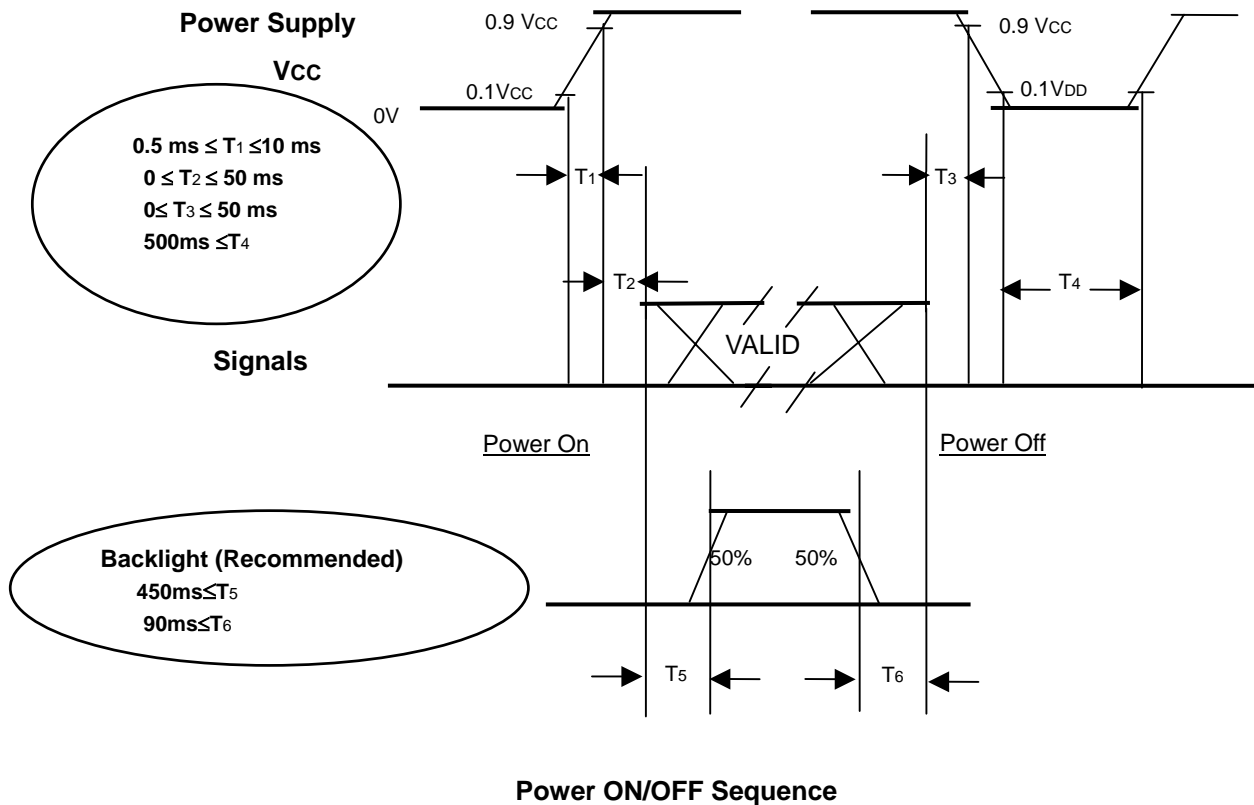 Power Supply
VCC
0V
0.9 VCC
0.1VCC
0.9 VCC
0.1VDD
0.5 ms ≤ T1 ≤10 ms
0 ≤ T2 ≤ 50 ms
0≤ T3 ≤ 50 ms
500ms ≤T4
T1
T3
T2
T4
VALID
Signals
Power On
Power Off
Backlight (Recommended)
450ms≤T5
90ms≤T6
50%
50%
T5
T6
Power ON/OFF Sequence